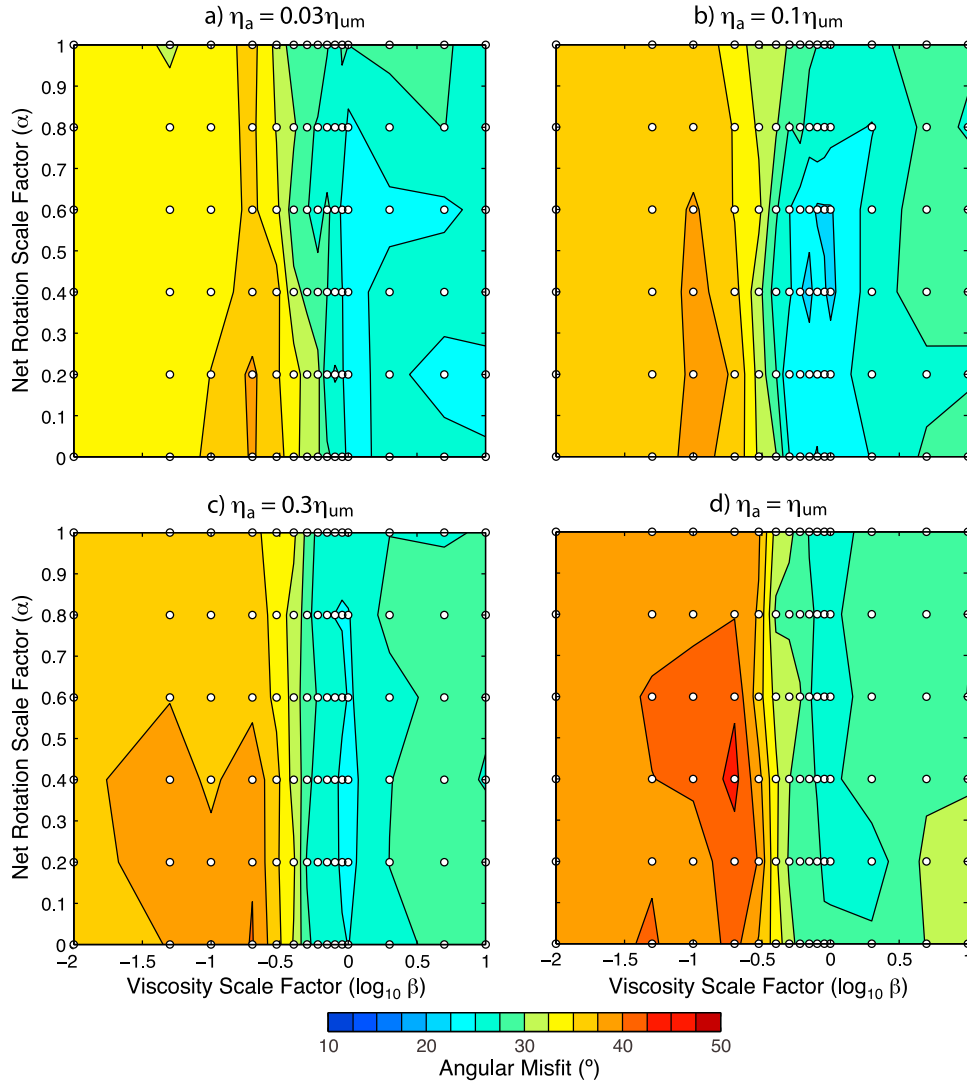 a) ηa = 0.03ηum
b) ηa = 0.1ηum
Net Rotation Scale Factor (α)
1
0.9
0.8
0.7
0.6
0.5
0.4
0.3
0.2
0.1
0
c) ηa = 0.3ηum
d) ηa = ηum
Net Rotation Scale Factor (α)
1
0.9
0.8
0.7
0.6
0.5
0.4
0.3
0.2
0.1
0
−2 −1.5 −1 −0.5 0 0.5 1
−2 −1.5 −1 −0.5 0 0.5 1
Viscosity Scale Factor (log10 β)
Viscosity Scale Factor (log10 β)
10 20 30 40 50
Angular Misfit (º)